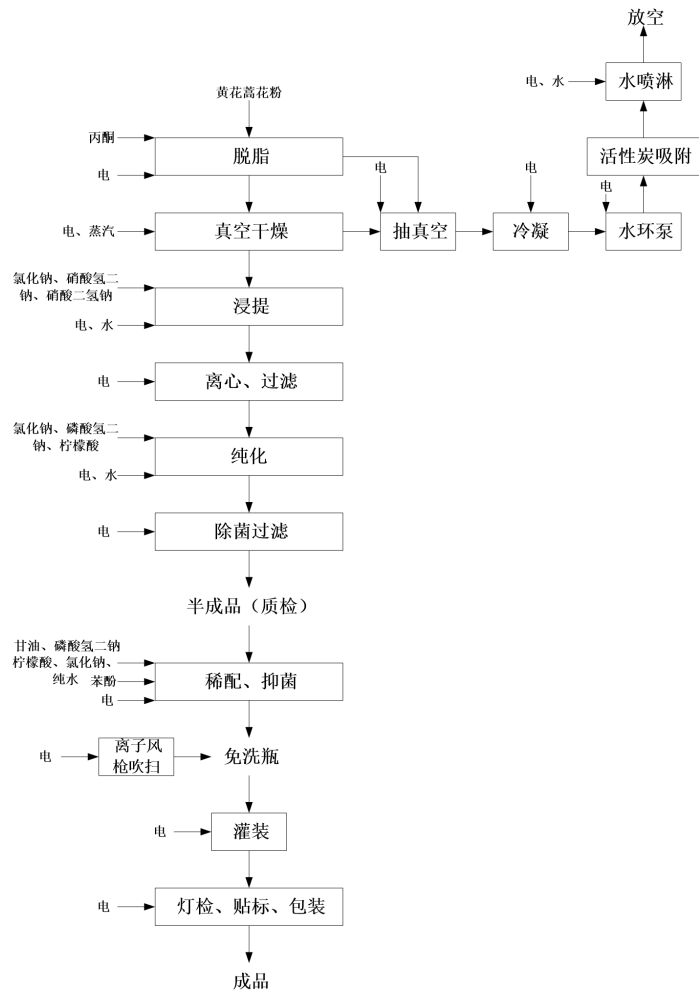 放空
电、水
水喷淋
黄花蒿花粉
丙酮
脱脂
电
活性炭吸附
电
电
电
电、蒸汽
真空干燥
抽真空
冷凝
水环泵
氯化钠、硝酸氢二
钠、硝酸二氢钠
浸提
电、水
电
离心、过滤
氯化钠、磷酸氢二
钠、柠檬酸
纯化
电、水
电
除菌过滤
半成品（质检）
甘油、磷酸氢二钠
柠檬酸、氯化钠、
纯水
苯酚
稀配、抑菌
电
电
离子风
枪吹扫
免洗瓶
电
灌装
电
灯检、贴标、包装
成品